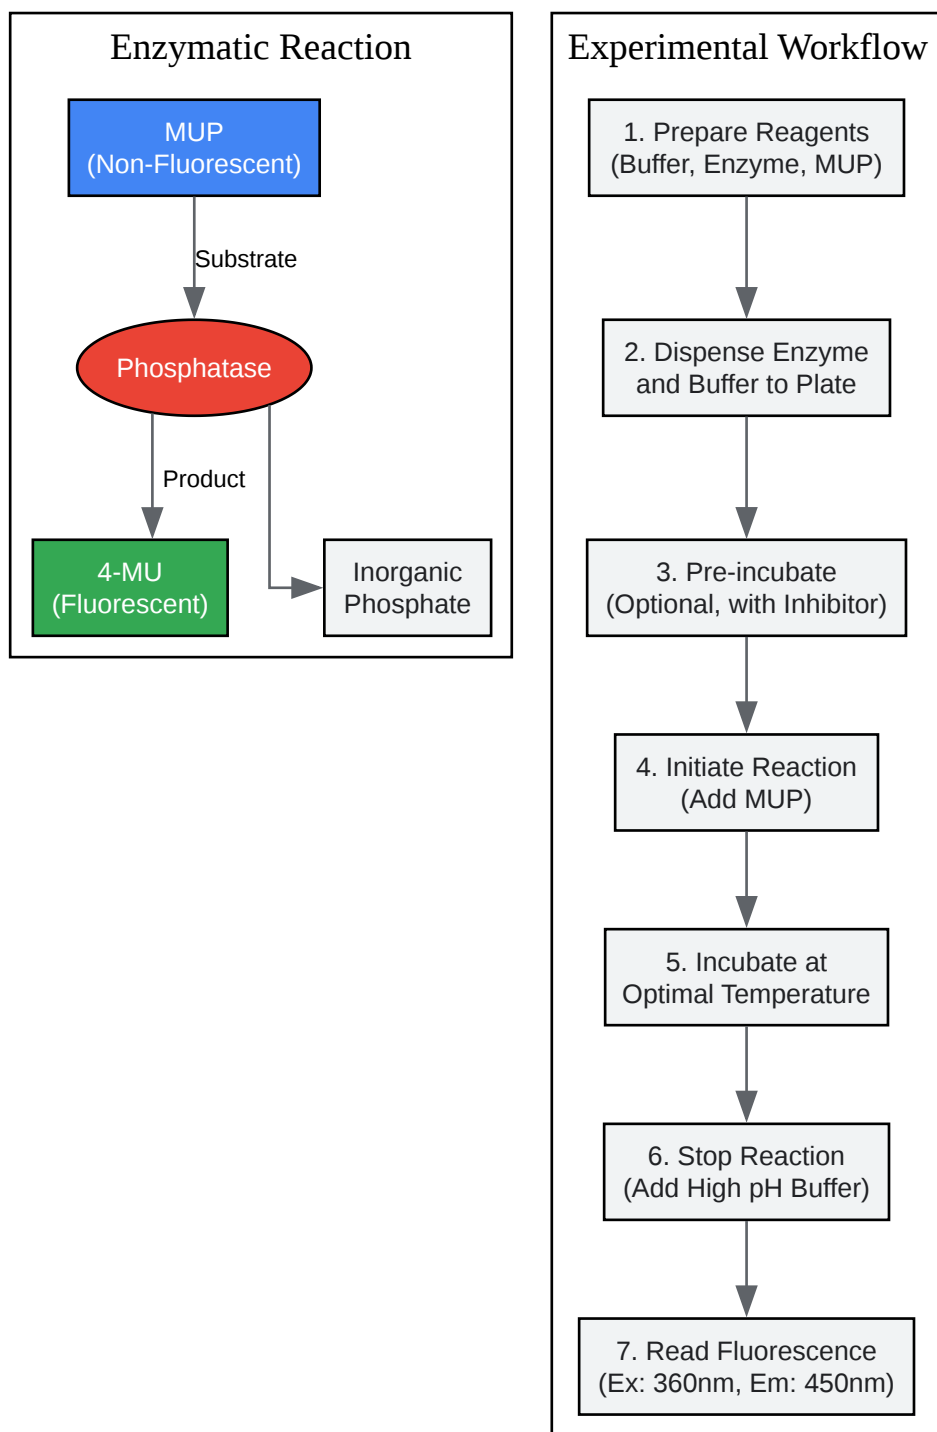 Enzymatic Reaction
MUP
(Non-Fluorescent)
Substrate
Phosphatase
Product
4-MU
(Fluorescent)
Inorganic
Phosphate
Experimental Workflow
1. Prepare Reagents
(Buffer, Enzyme, MUP)
2. Dispense Enzyme
and Buffer to Plate
3. Pre-incubate
(Optional, with Inhibitor)
4. Initiate Reaction
(Add MUP)
5. Incubate at
Optimal Temperature
6. Stop Reaction
(Add High pH Buffer)
7. Read Fluorescence
(Ex: 360nm, Em: 450nm)